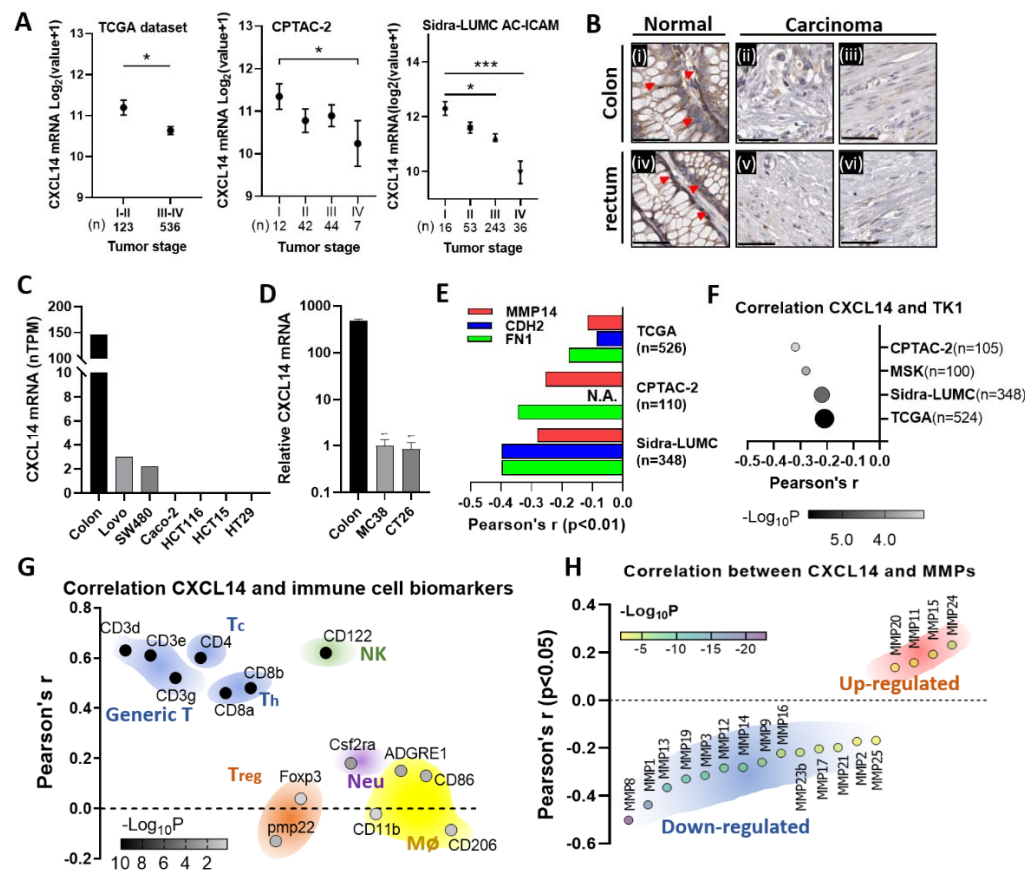 A
TCGA dataset
CXCL14 mRNA Log2(value+1)
*
13
12
11
10
9
I-II III-IV
(n) 123 536
Tumor stage
CPTAC-2
CXCL14 mRNA Log2(value+1)
*
13
12
11
10
9
I II III IV
(n) 12 42 44 7
Tumor stage
Sidra-LUMC AC-ICAM
CXCL14 mRNA(log2(value+1)
***
*
14
12
10
I II III IV
(n) 16 53 243 36
Tumor stage
B
Normal Carcinoma
Colon
(i) (ii) (iii)
rectum
(iv) (v) (vi)
C
CXCL14 mRNA (nTPM)
200
150
100
10
8
6
4
2
0
Colon
Lovo
SW480
Caco-2
HCT116
HCT15
HT29
D
Relative CXCL14 mRNA
1000
100
10
1
0.1
Colon
MC38
CT26
E
MMP14
CDH2
FN1
TCGA
(n=526)
CPTAC-2
(n=110)
N.A.
Sidra-LUMC
(n=348)
-0.5 -0.4 -0.3 -0.2 -0.1 0.0
Pearson's r (p<0.01)
F
Correlation CXCL14 and TK1
CPTAC-2(n=105)
MSK(n=100)
Sidra-LUMC(n=348)
TCGA(n=524)
-0.5-0.4-0.3-0.2-0.1 0.0
Pearson's r
-Log10P
5.0 4.0
G
Correlation CXCL14 and immune cell biomarkers
Pearson's r
0.8
0.6
0.4
0.2
0.0
-0.2
CD3d
CD3e
CD3g
Generic T
Tc
CD4
CD8b
CD8a
Th
CD122
NK
Csf2ra
Neu
ADGRE1
CD86
CD11b
CD206
MØ
Treg
Foxp3
pmp22
-Log10P
10 8 6 4 2
H
Correlation between CXCL14 and MMPs
Pearson's r (p<0.05)
0.4
0.2
0.0
-0.2
-0.4
-0.6
-Log10P
-5 -10 -15 -20
MMP20
MMP11
MMP15
MMP24
Up-regulated
MMP8
MMP1
MMP13
MMP19
MMP3
MMP12
MMP14
MMP9
MMP16
MMP23b
MMP17
MMP21
MMP2
MMP25
Down-regulated